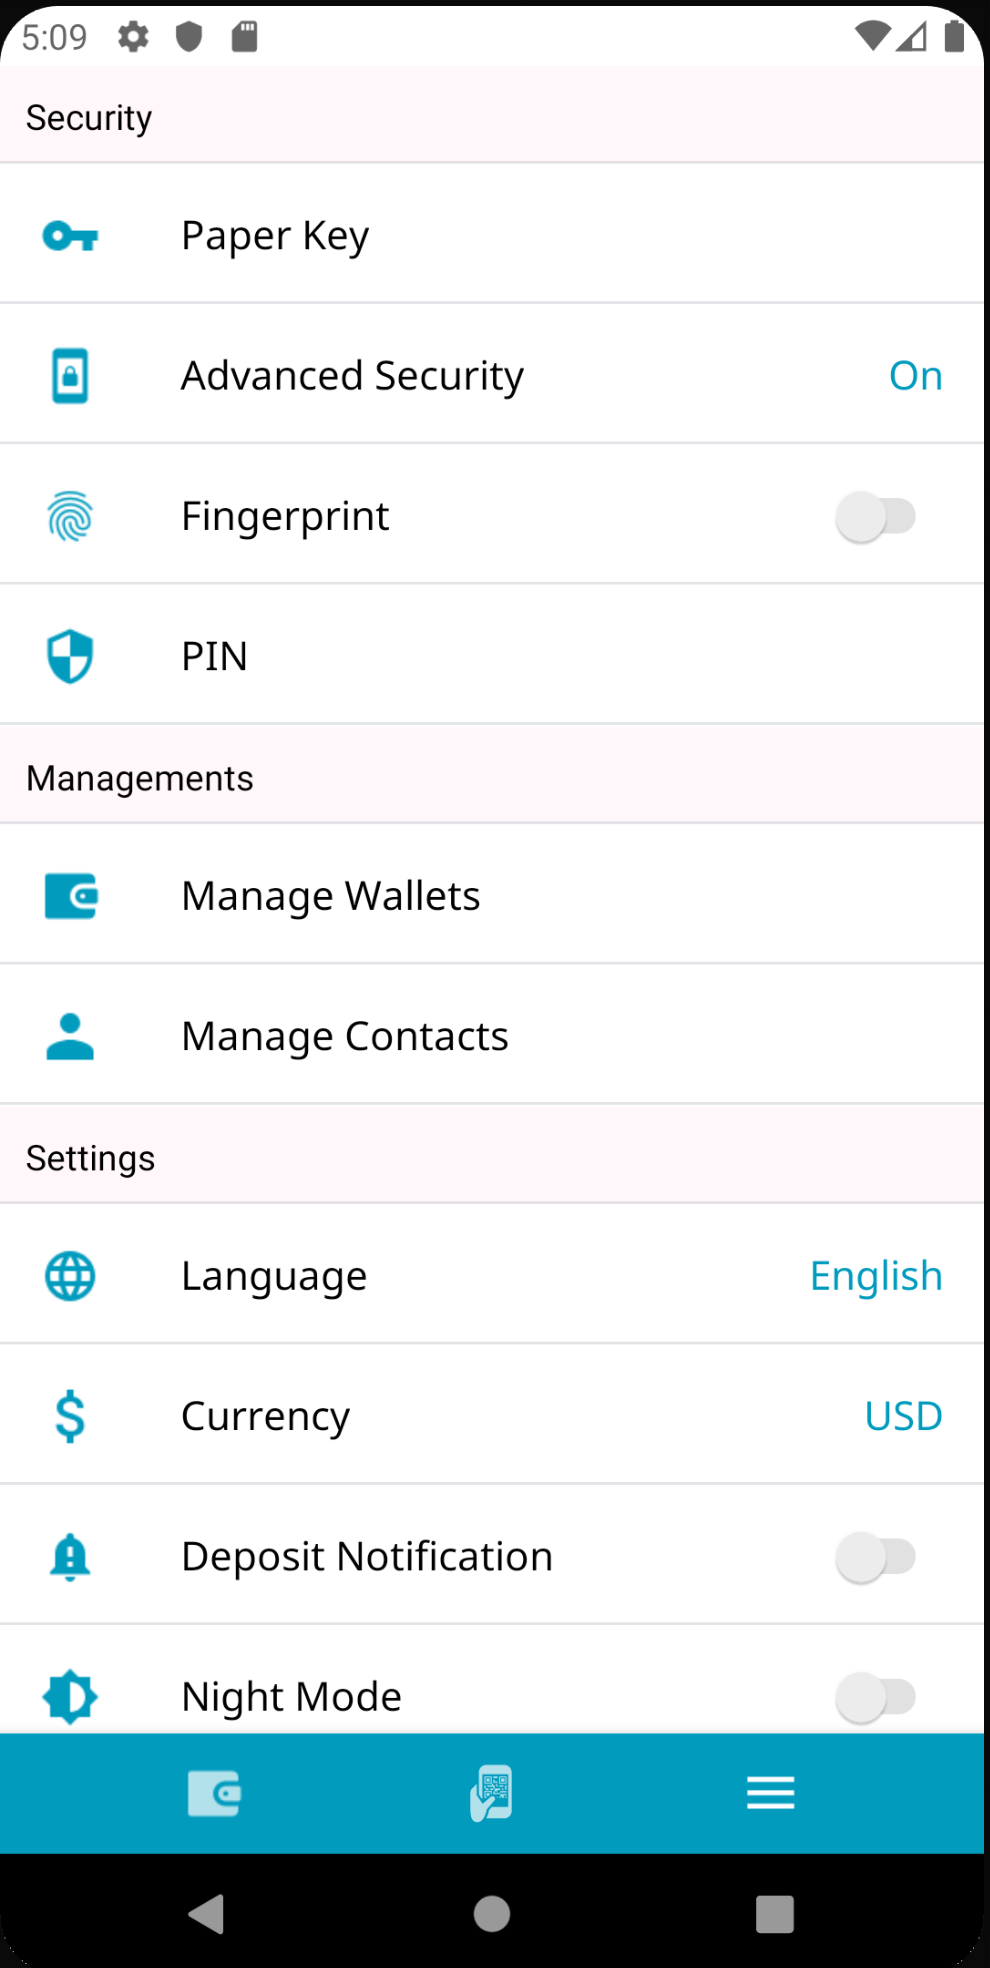 5:09
Security
Paper Key
Advanced Security On
Fingerprint
PIN
Managements
Manage Wallets
Manage Contacts
Settings
Language English
Currency USD
Deposit Notification
Night Mode